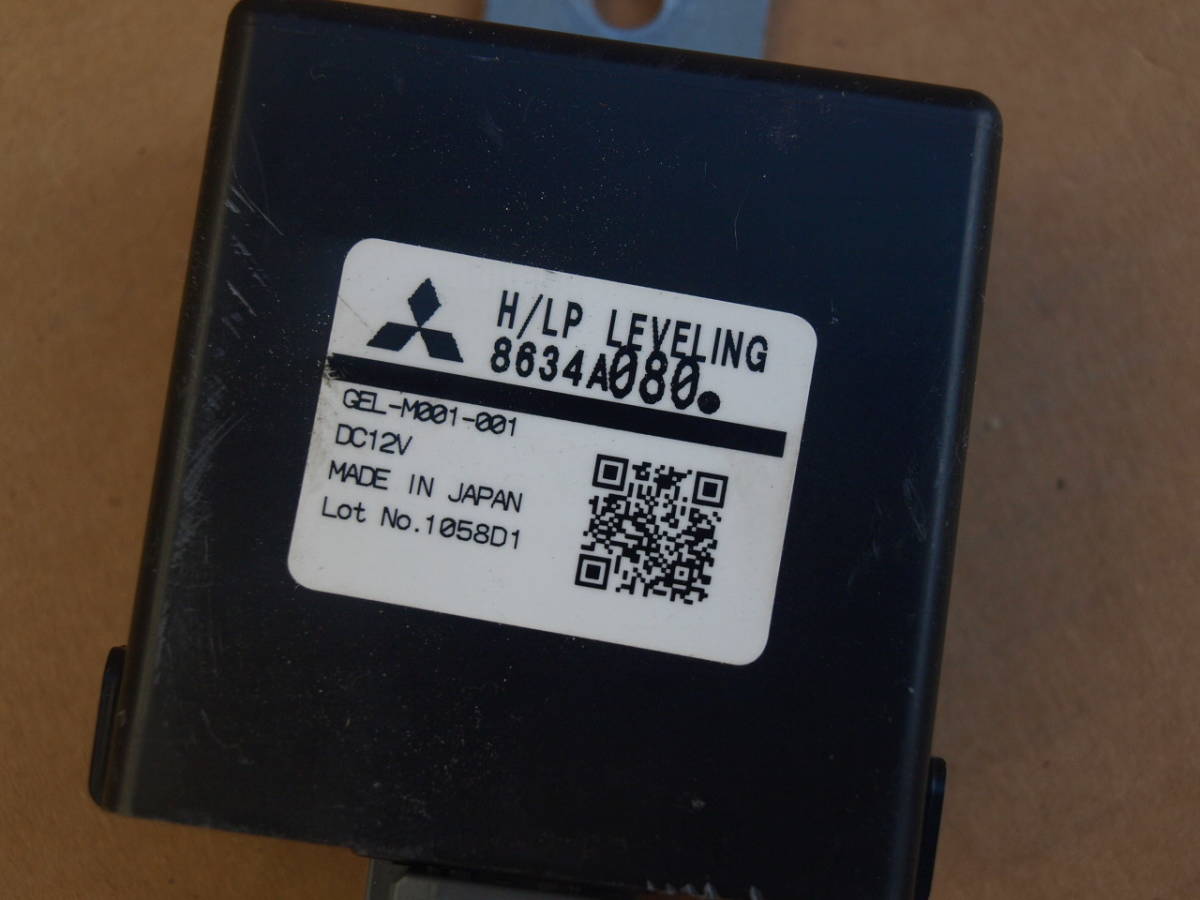 H/LP LEVELING
8634A080●
GEL-M001-001
DC12V
MADE IN JAPAN
Lot No.1058D1